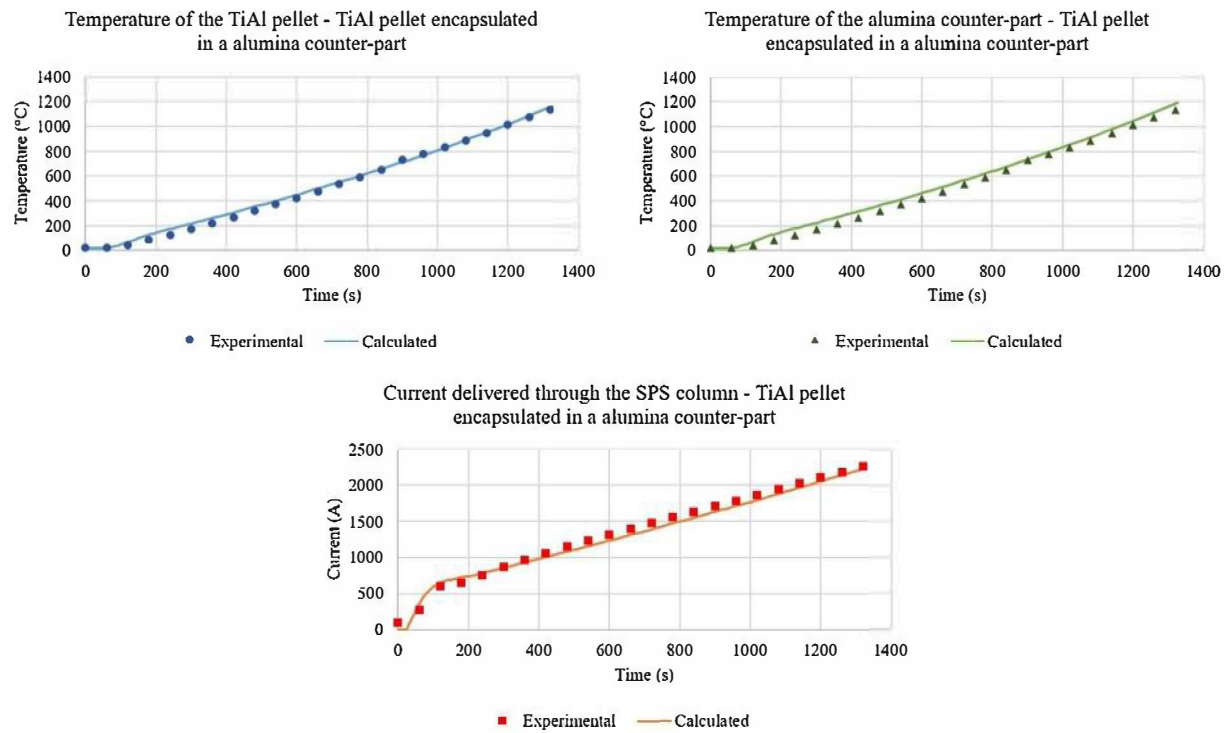 Temperature of the TiAl pellet - TiAl pellet encapsulated
in a alumina counter-part
1400
1200
1000
800
600
400
200
0
Temperature (°C)
0 200 400 600 800 1000 1200 1400
Time (s)
Experimental Calculated
Temperature of the alumina counter-part - TiAl pellet
encapsulated in a alumina counter-part
1400
1200
1000
800
600
400
200
0
Temperature (°C)
0 200 400 600 800 1000 1200 1400
Time (s)
Experimental Calculated
Current delivered through the SPS column - TiAl pellet
encapsulated in a alumina counter-part
2500
2000
1500
1000
500
0
Current (A)
0 200 400 600 800 1000 1200 1400
Time (s)
Experimental Calculated